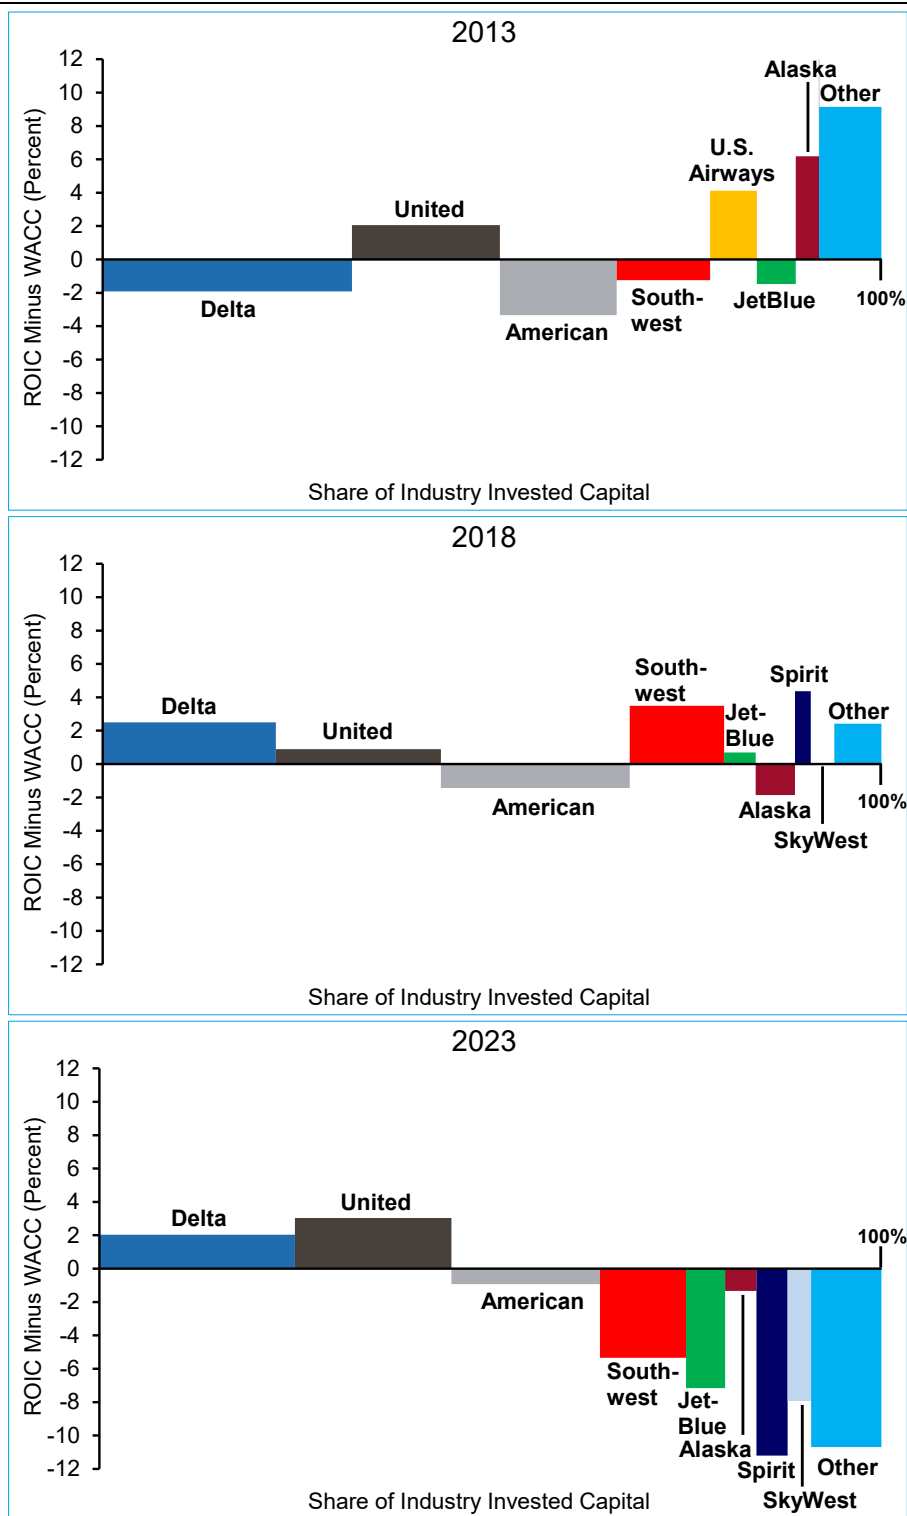 2013
ROIC Minus WACC (Percent)
12
10
8
6
4
2
0
-2
-4
-6
-8
-10
-12
Delta
United
American
South-
west
U.S.
Airways
JetBlue
Alaska
Other
100%
Share of Industry Invested Capital
2018
ROIC Minus WACC (Percent)
12
10
8
6
4
2
0
-2
-4
-6
-8
-10
-12
Delta
United
American
South-
west
Jet-
Blue
Alaska
Spirit
SkyWest
Other
100%
Share of Industry Invested Capital
2023
ROIC Minus WACC (Percent)
12
10
8
6
4
2
0
-2
-4
-6
-8
-10
-12
Delta
United
American
South-
west
Jet-
Blue
Alaska
Spirit
SkyWest
Other
100%
Share of Industry Invested Capital